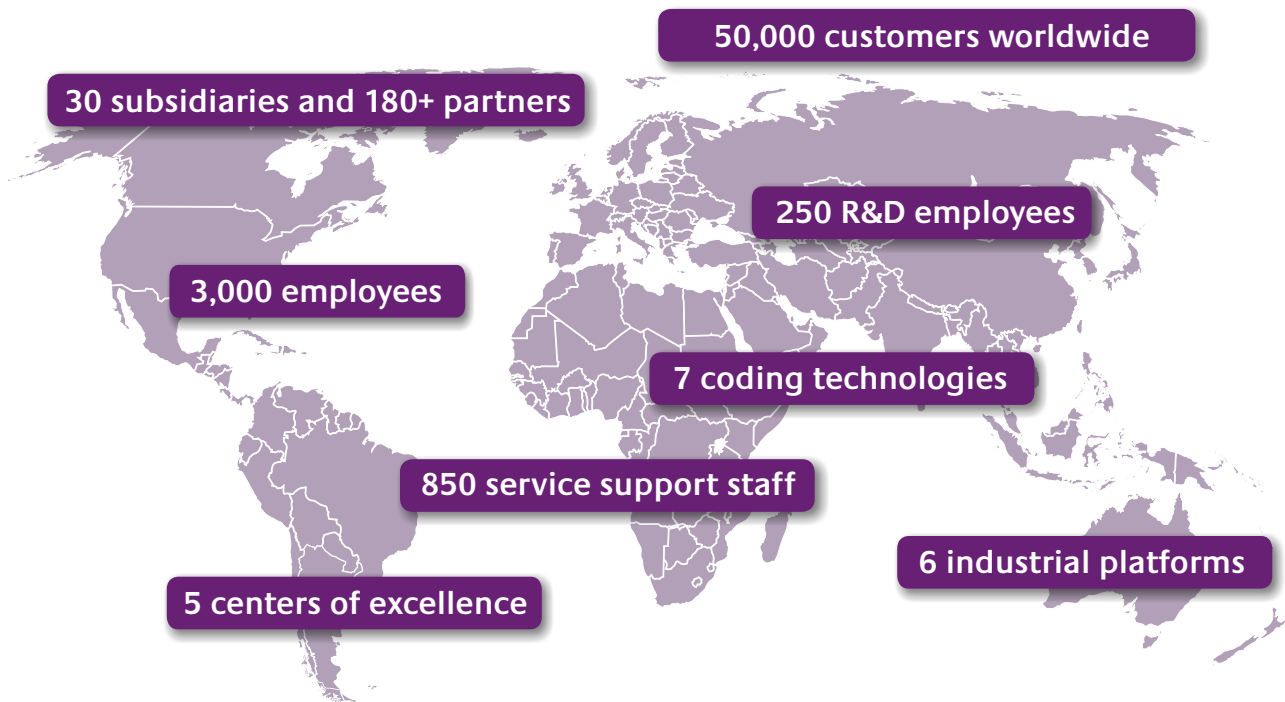 50,000 customers worldwide
30 subsidiaries and 180+ partners
250 R&D employees
3,000 employees
7 coding technologies
850 service support staff
6 industrial platforms
5 centers of excellence